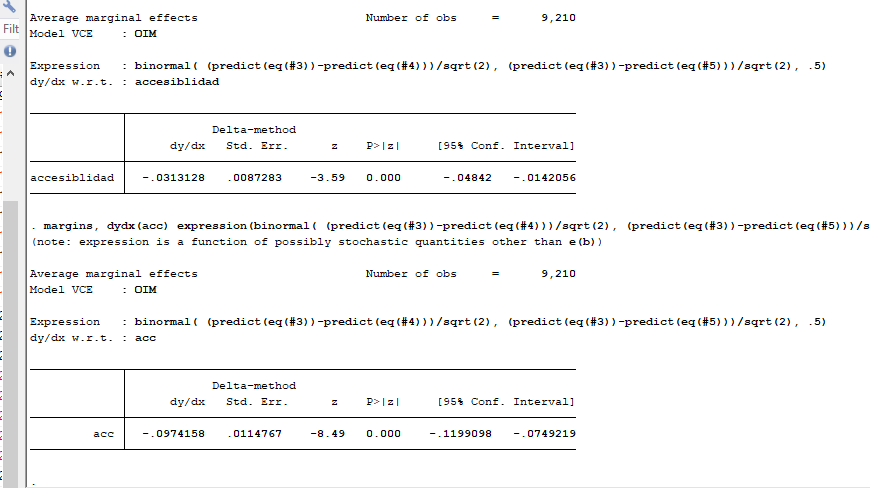 Filt
Average marginal effects                        Number of obs     =      9,210
Model VCE    : OIM
Expression   : binormal( (predict(eq(#3))-predict(eq(#4)))/sqrt(2), (predict(eq(#3))-predict(eq(#5)))/sqrt(2), .5)
dy/dx w.r.t. : accesiblidad
Delta-method
dy/dx   Std. Err.      z    P>|z|     [95% Conf. Interval]
accesiblidad   -.0313128   .0087283    -3.59   0.000      -.04842   -.0142056
. margins, dydx(acc) expression(binormal( (predict(eq(#3))-predict(eq(#4)))/sqrt(2), (predict(eq(#3))-predict(eq(#5)))/s
(note: expression is a function of possibly stochastic quantities other than e(b))
Average marginal effects                        Number of obs     =      9,210
Model VCE    : OIM
Expression   : binormal( (predict(eq(#3))-predict(eq(#4)))/sqrt(2), (predict(eq(#3))-predict(eq(#5)))/sqrt(2), .5)
dy/dx w.r.t. : acc
Delta-method
dy/dx   Std. Err.      z    P>|z|     [95% Conf. Interval]
acc   -.0974158   .0114767    -8.49   0.000    -.1199098   -.0749219
.